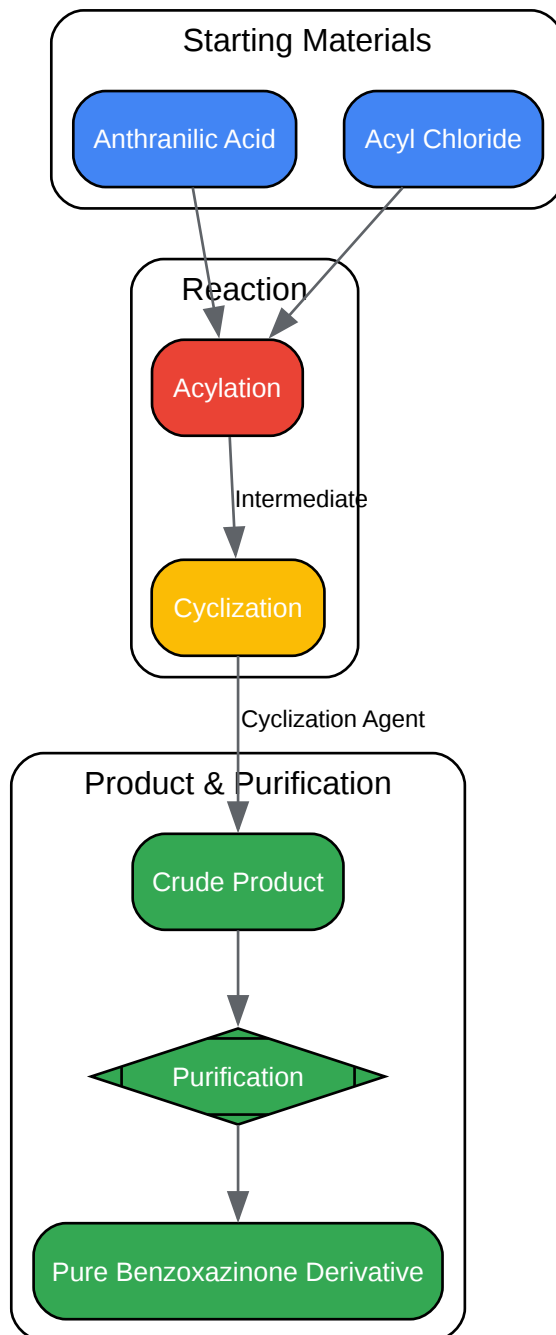 Starting Materials
Anthranilic Acid
Acyl Chloride
Reaction
Acylation
Intermediate
Cyclization
Cyclization Agent
Product & Purification
Crude Product
Purification
Pure Benzoxazinone Derivative